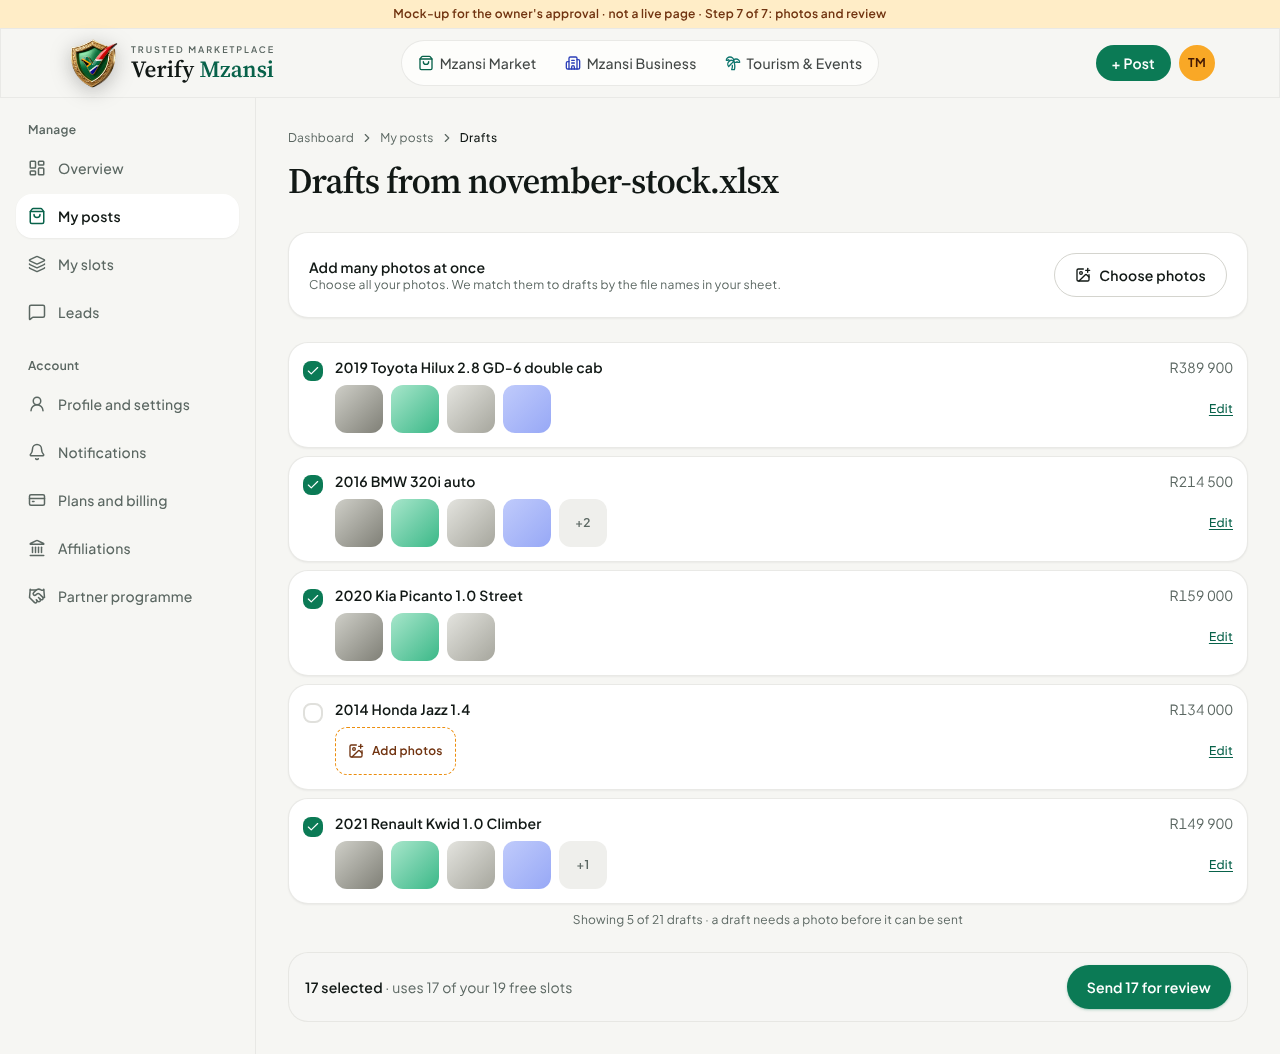 Mock-up for the owner's approval · not a live page · Step 7 of 7: photos and review
TRUSTED MARKETPLACE
Verify Mzansi
Mzansi Market
Mzansi Business
Tourism & Events
+ Post
TM
Manage
Overview
My posts
My slots
Leads
Account
Profile and settings
Notifications
Plans and billing
Affiliations
Partner programme
Dashboard > My posts > Drafts
Drafts from november-stock.xlsx
Add many photos at once
Choose all your photos. We match them to drafts by the file names in your sheet.
Choose photos
2019 Toyota Hilux 2.8 GD-6 double cab
R389 900
Edit
2016 BMW 320i auto
R214 500
+2
Edit
2020 Kia Picanto 1.0 Street
R159 000
Edit
2014 Honda Jazz 1.4
R134 000
Add photos
Edit
2021 Renault Kwid 1.0 Climber
R149 900
+1
Edit
Showing 5 of 21 drafts · a draft needs a photo before it can be sent
17 selected · uses 17 of your 19 free slots
Send 17 for review